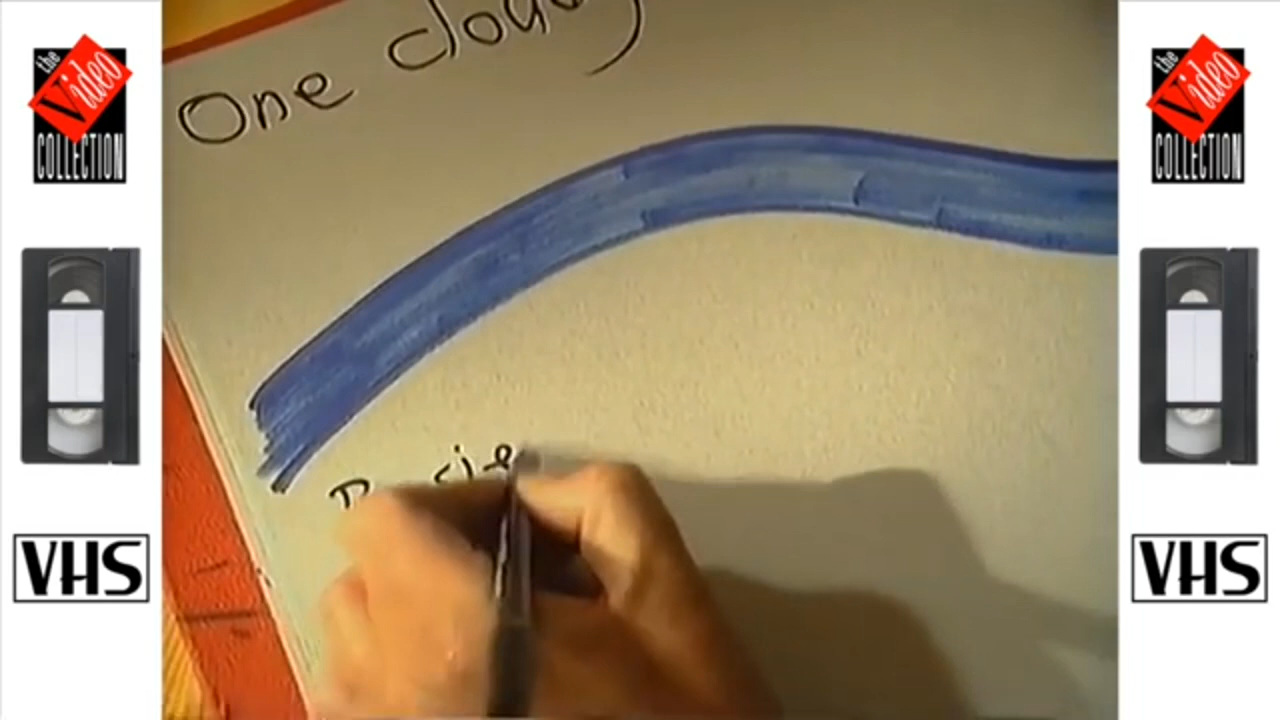 One cloudy
the
Video
COLLECTION
VHS
the
Video
COLLECTION
VHS